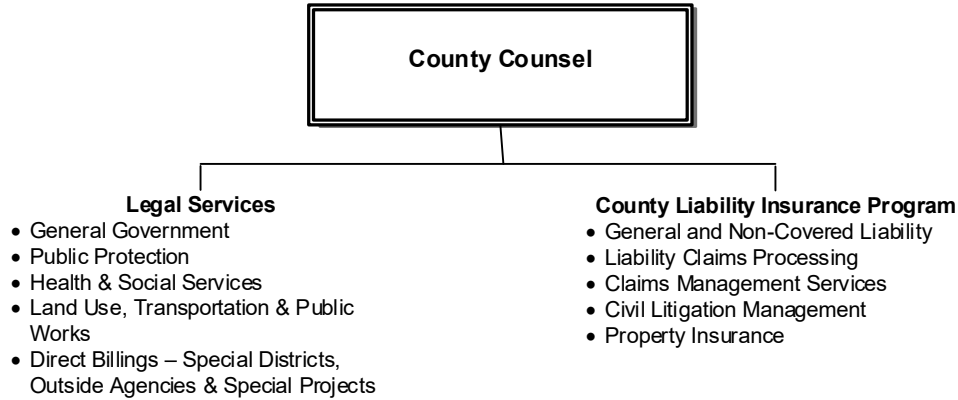 County Counsel
Legal Services
• General Government
• Public Protection
• Health & Social Services
• Land Use, Transportation & Public
Works
• Direct Billings – Special Districts,
Outside Agencies & Special Projects
County Liability Insurance Program
• General and Non-Covered Liability
• Liability Claims Processing
• Claims Management Services
• Civil Litigation Management
• Property Insurance